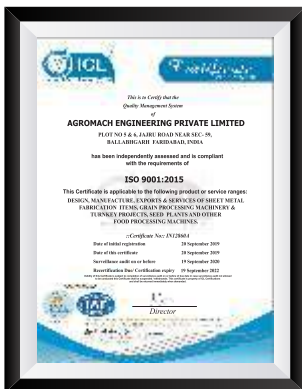 Certificate
This is to Certify that the
Quality Management System
of
AGROMACH ENGINEERING PRIVATE LIMITED
PLOT NO 5 & 6, JAJRU ROAD NEAR SEC- 59,
BALLABHGARH FARIDABAD, INDIA
has been independently assessed and is compliant
with the requirements of
ISO 9001:2015
This Certificate is applicable to the following product or service ranges:
DESIGN, MANUFACTURE, EXPORTS & SERVICES OF SHEET METAL
FABRICATION ITEMS, GRAIN PROCESSING MACHINERY &
TURNKEY PROJECTS, SEED PLANTS AND OTHER
FOOD PROCESSING MACHINES.
::Certificate No:: IN12860A
Date of initial registration 20 September 2019
Date of this certificate 20 September 2019
Surveillance audit on or before 19 September 2020
Recertification Due/ Certification expiry 19 September 2022
Director